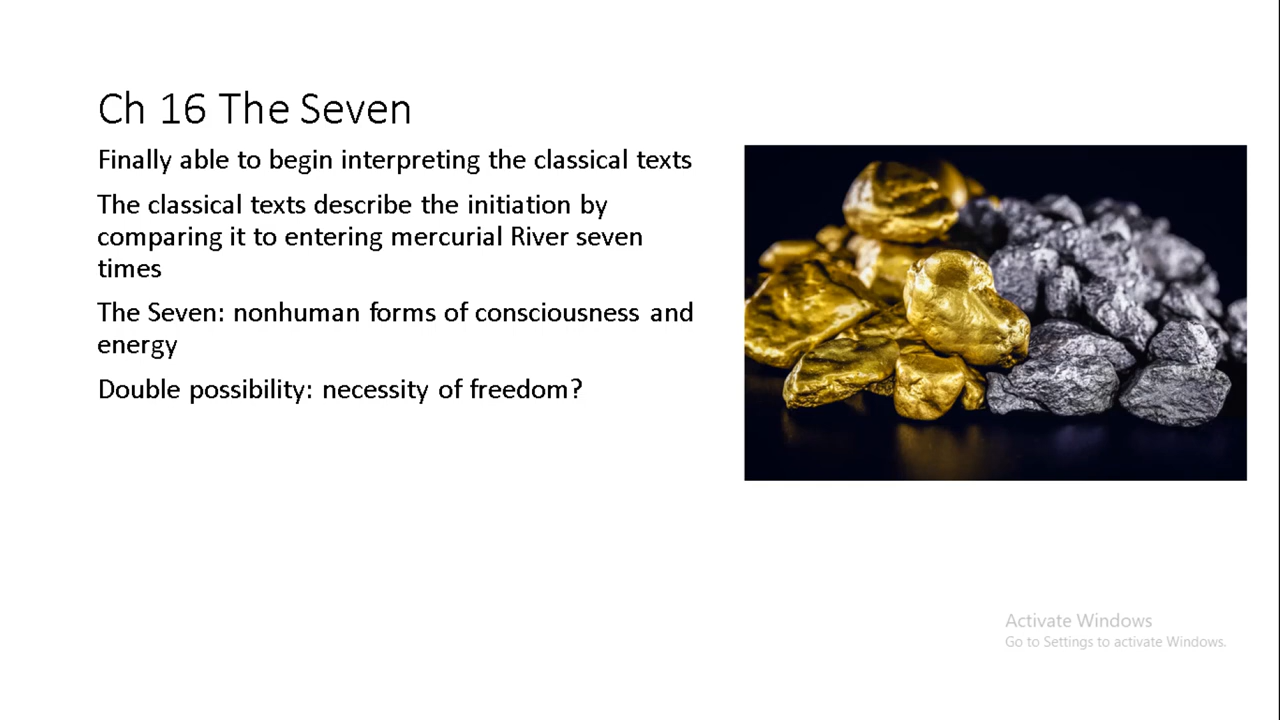 Ch 16 The Seven
Finally able to begin interpreting the classical texts
The classical texts describe the initiation by
comparing it to entering mercurial River seven
times
The Seven: nonhuman forms of consciousness and
energy
Double possibility: necessity of freedom?
Activate Windows
Go to Settings to activate Windows.